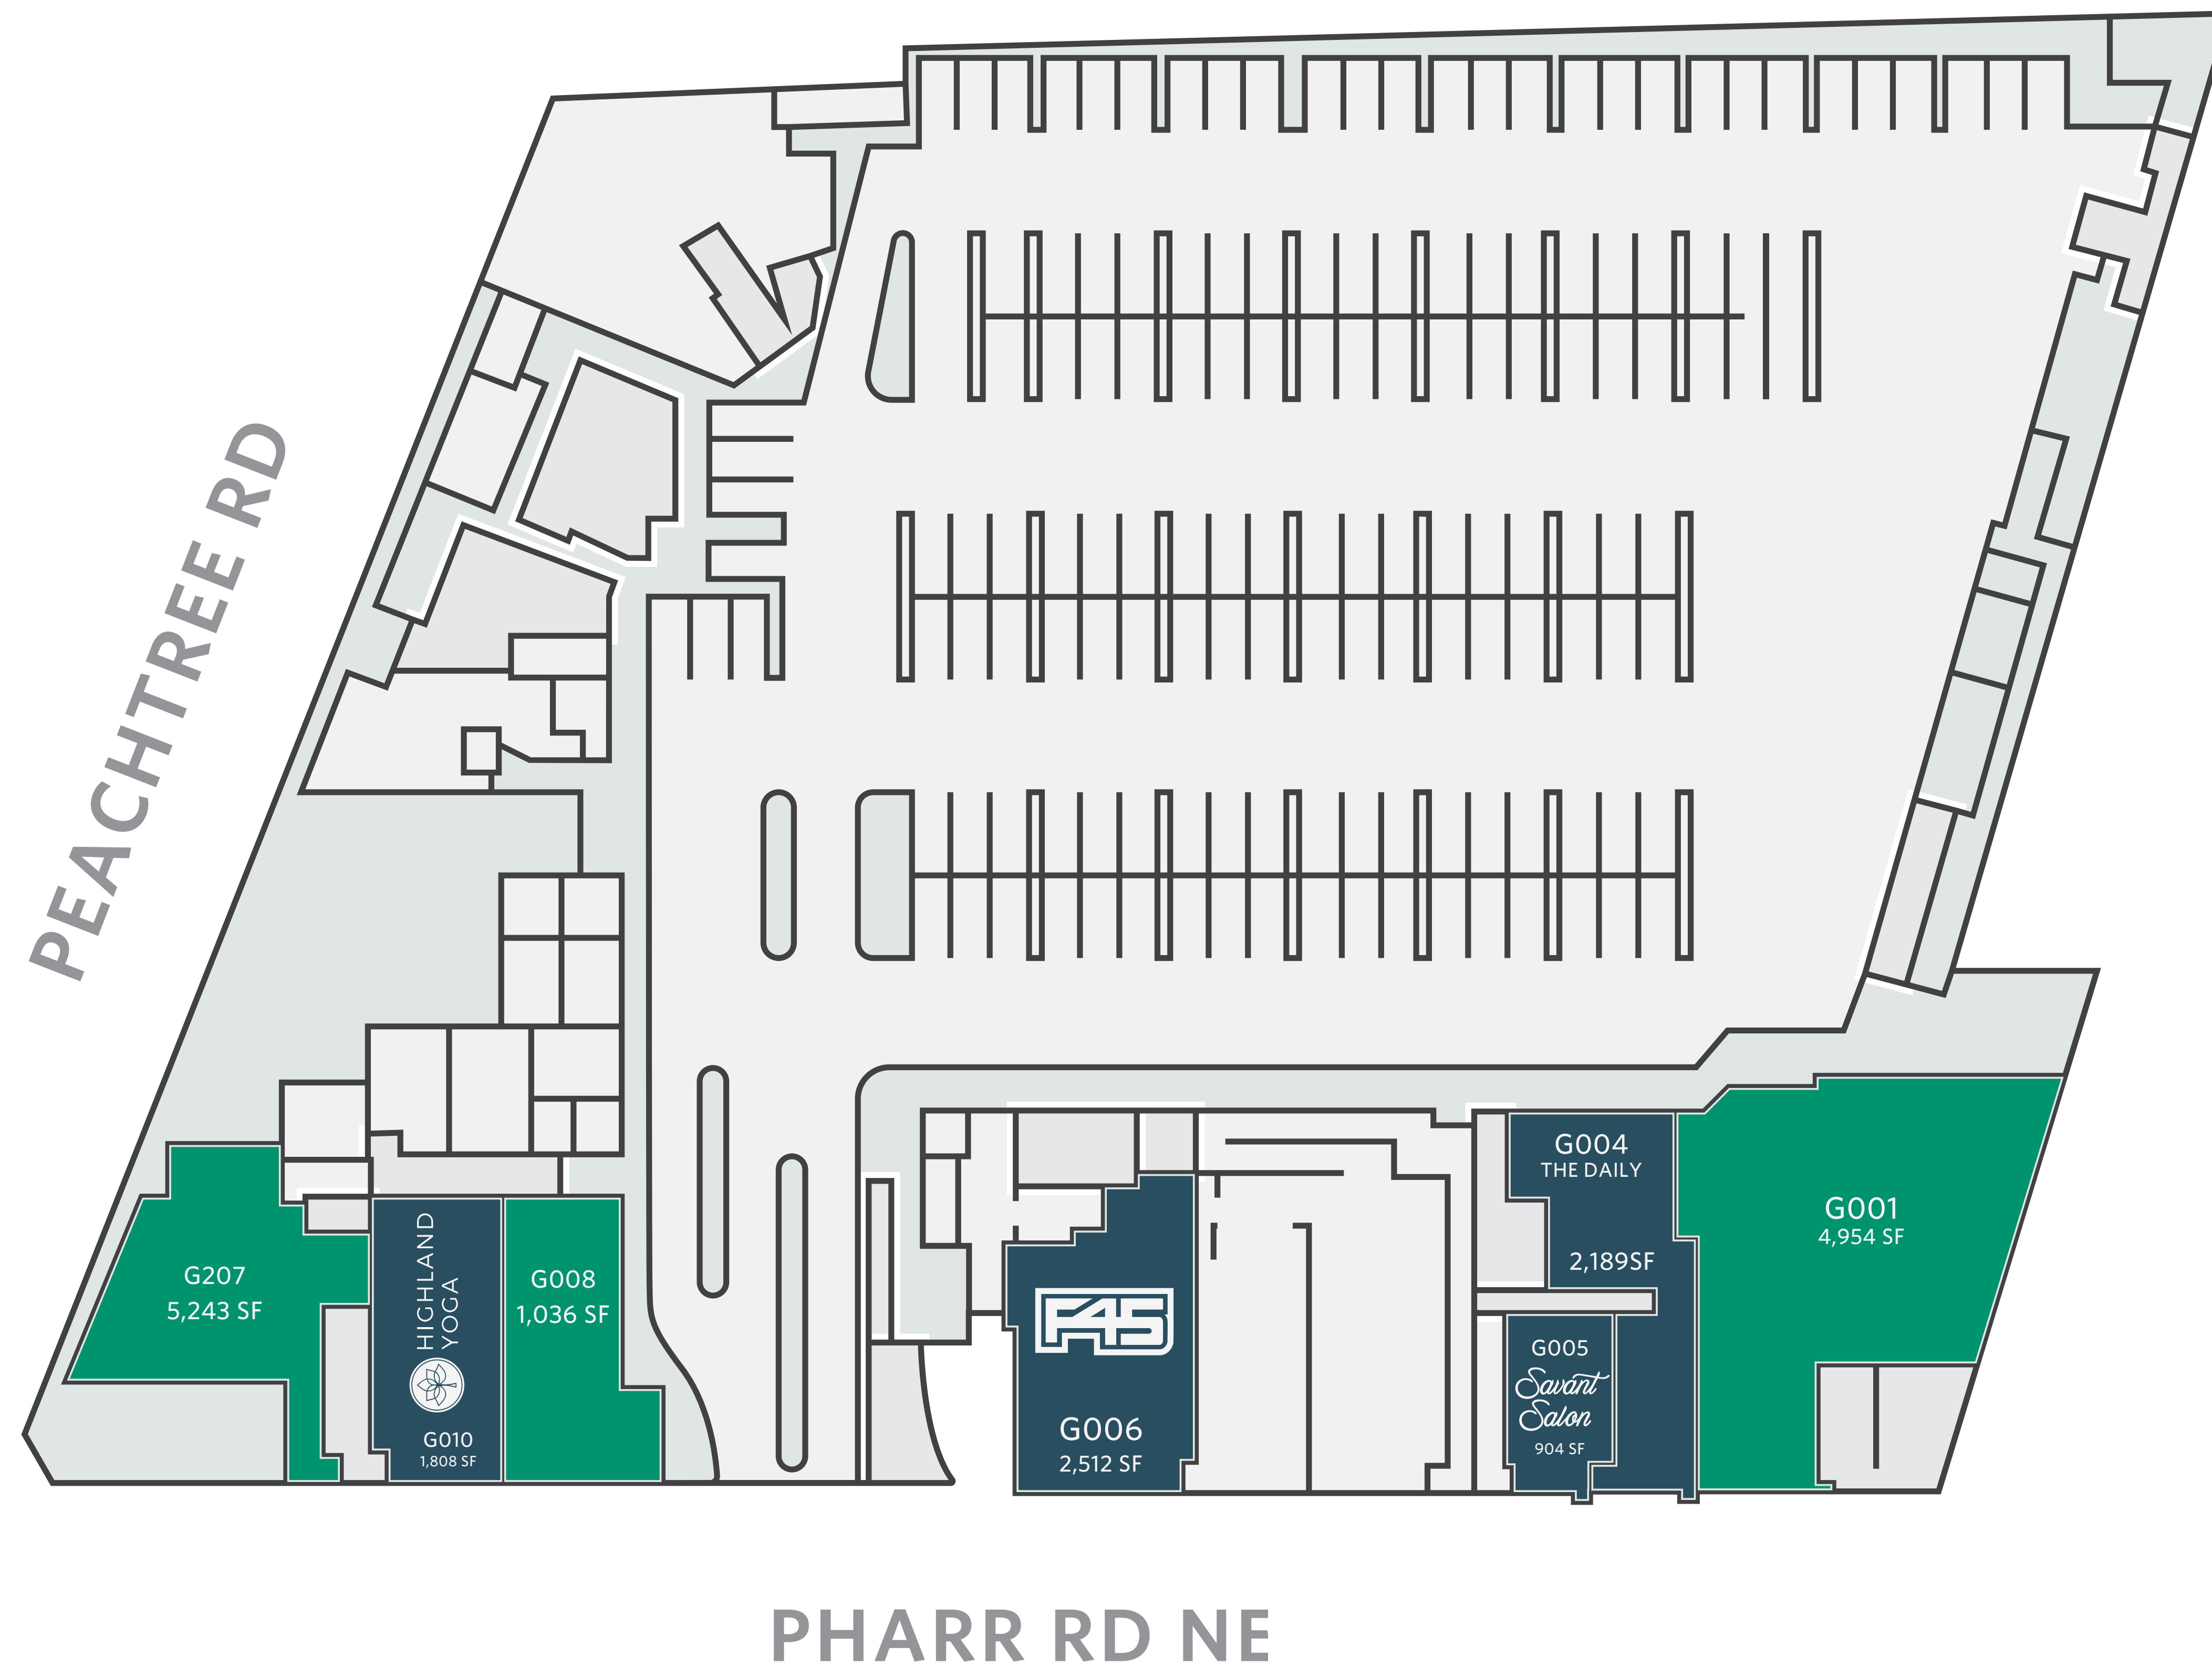 PEACHTREE RD
G207
5,243 SF
HIGHLAND
YOGA
G010
1,808 SF
G008
1,036 SF
F45
G006
2,512 SF
G004
THE DAILY
2,189SF
G005
Savant
Salon
904 SF
G001
4,954 SF
PHARR RD NE